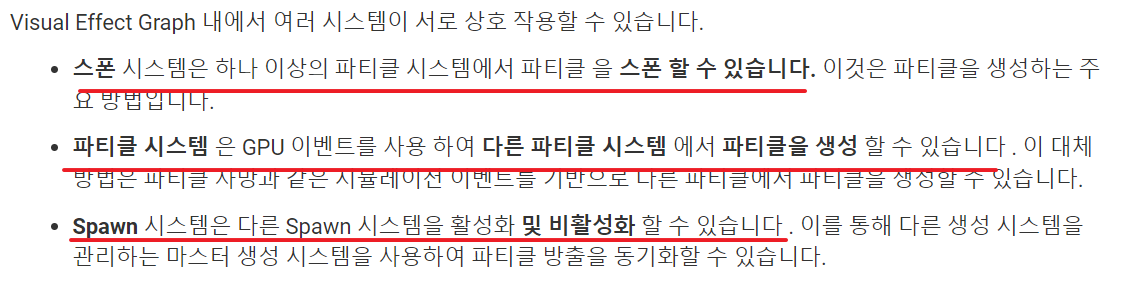 Visual Effect Graph 내에서 여러 시스템이 서로 상호 작용할 수 있습니다.
• 스폰 시스템은 하나 이상의 파티클 시스템에서 파티클 을 스폰 할 수 있습니다. 이것은 파티클을 생성하는 주
요 방법입니다.
• 파티클 시스템 은 GPU 이벤트를 사용 하여 다른 파티클 시스템 에서 파티클을 생성 할 수 있습니다 . 이 대체
방법은 파티클 사망과 같은 시뮬레이션 이벤트를 기반으로 다른 파티클에서 파티클을 생성할 수 있습니다.
• Spawn 시스템은 다른 Spawn 시스템을 활성화 및 비활성화 할 수 있습니다 . 이를 통해 다른 생성 시스템을
관리하는 마스터 생성 시스템을 사용하여 파티클 방출을 동기화할 수 있습니다.